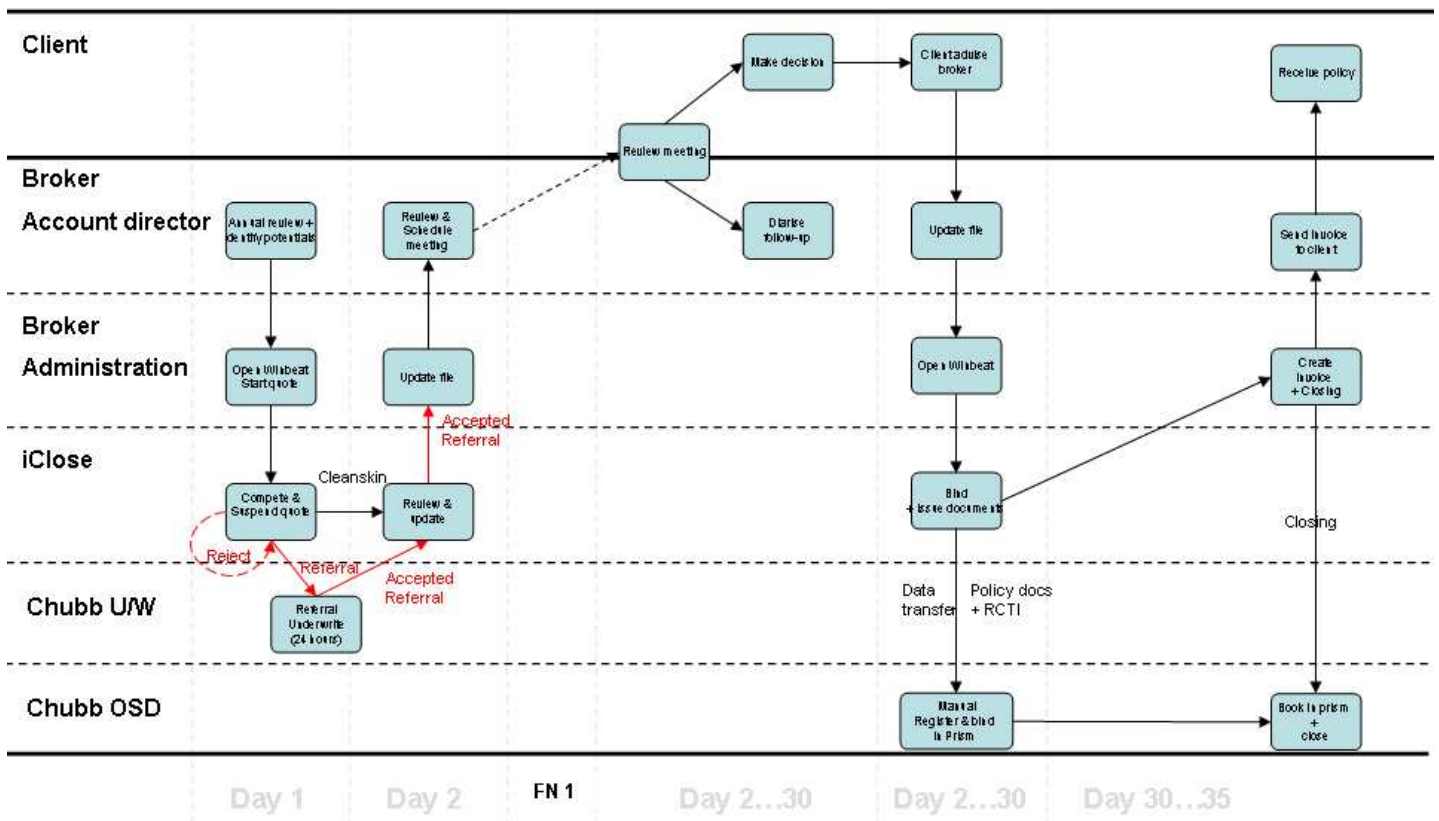 Client
Make decision
Client advise
broker
Receive policy
Review meeting
Broker
Account director
Annual review +
identify potentials
Review &
Schedule
meeting
Diarise
follow-up
Update file
Send invoice
to client
Broker
Administration
Open Winbeat
Start quote
Update file
Open Winbeat
Create
invoice
+ Closing
Accepted
Referral
iClose
Cleanskin
Compete &
Suspend quote
Review &
update
Bind
+ issue documents
Closing
Reject
Referral
Accepted
Referral
Chubb U/W
Referral
Underwrite
(24 hours)
Data
transfer
Policy docs
+ RCTI
Chubb OSD
Manual
Register & bind
in Prism
Book in prism
+
close
Day 1
Day 2
FN 1
Day 2...30
Day 2...30
Day 30...35